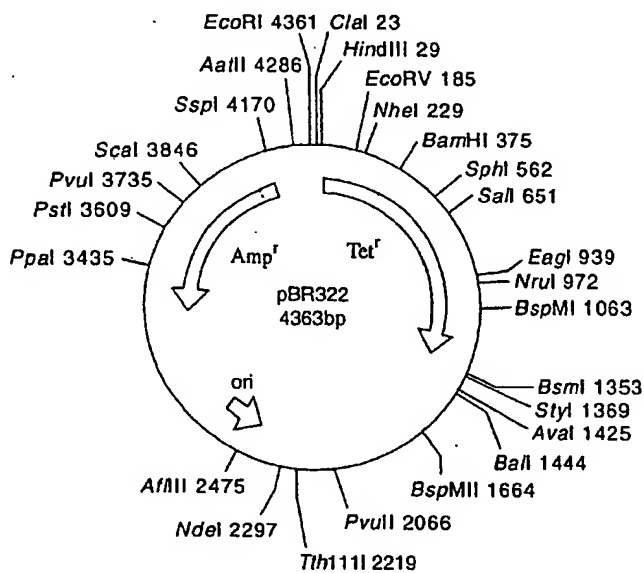 EcoRI 4361
ClaI 23
HindIII 29
AatII 4286
EcoRV 185
SspI 4170
NheI 229
BamHI 375
ScaI 3846
SphI 562
PvuI 3735
SalI 651
PstI 3609
PpaI 3435
Ampr
Tetr
EagI 939
NruI 972
pBR322
4363bp
BspMI 1063
ori
BsmI 1353
StyI 1369
AvaI 1425
BalI 1444
AflIII 2475
BspMII 1664
NdeI 2297
PvuII 2066
Tth111I 2219